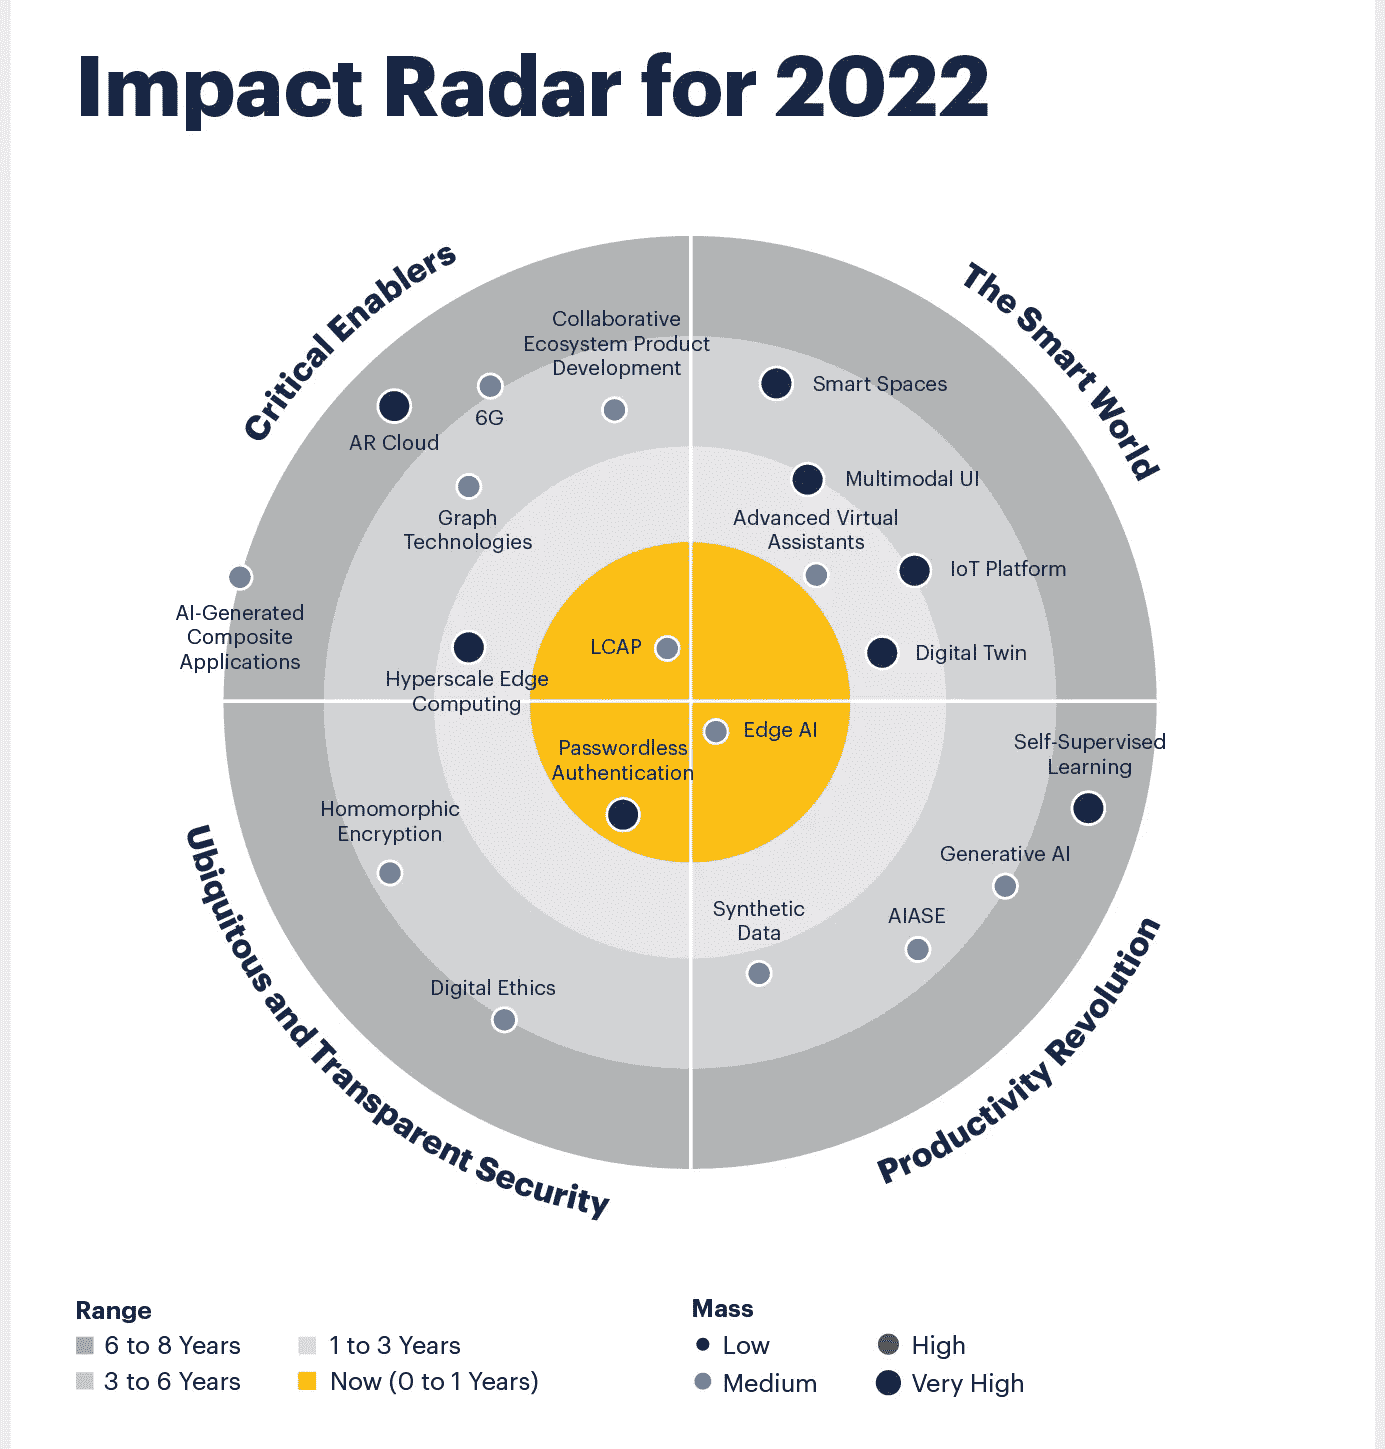 Impact Radar for 2022
Critical Enablers
The Smart World
Collaborative
Ecosystem Product
Development
6G
AR Cloud
Graph
Technologies
AI-Generated
Composite
Applications
Hyperscale Edge
Computing
LCAP
Smart Spaces
Multimodal UI
Advanced Virtual
Assistants
IoT Platform
Digital Twin
Passwordless
Authentication
Homomorphic
Encryption
Digital Ethics
Edge AI
Self-Supervised
Learning
Generative AI
AIASE
Synthetic
Data
Ubiquitous and Transparent Security
Productivity Revolution
Range
6 to 8 Years
1 to 3 Years
3 to 6 Years
Now (0 to 1 Years)
Mass
Low
High
Medium
Very High